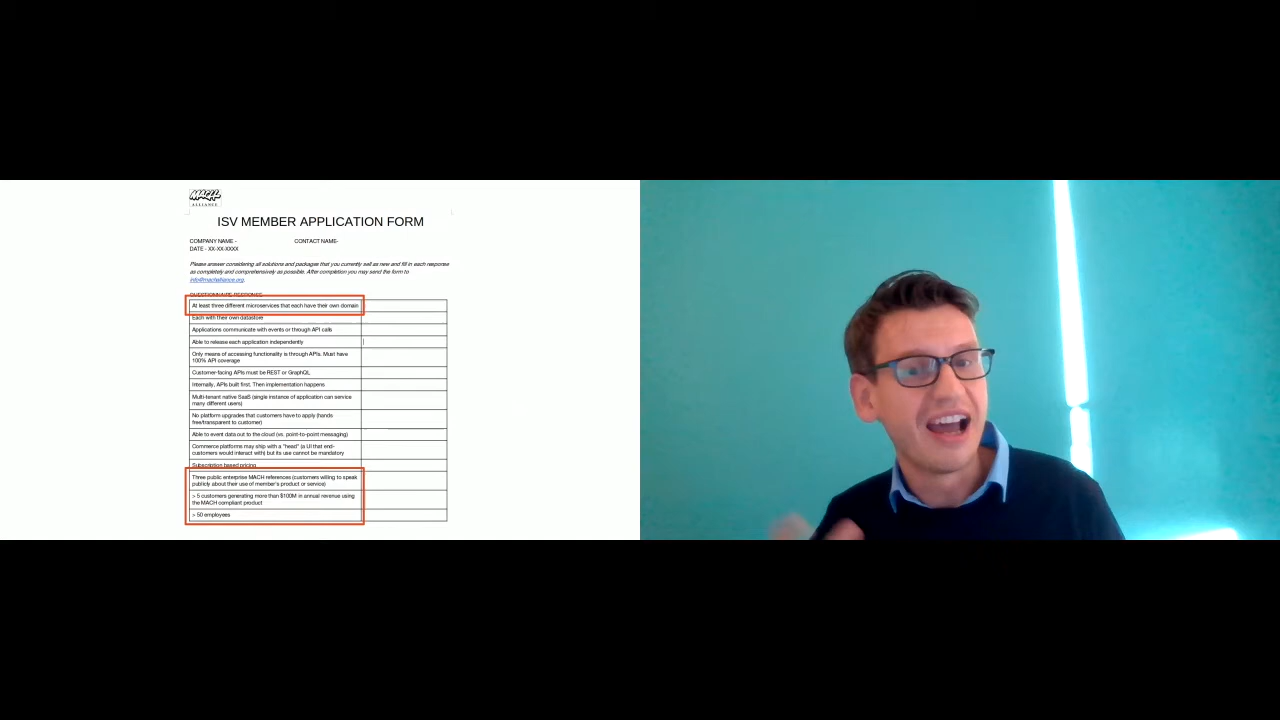 MACH
ALLIANCE
ISV MEMBER APPLICATION FORM
COMPANY NAME - CONTACT NAME-
DATE - XX-XX-XXXX
Please answer considering all solutions and packages that you currently sell as new and fill in each response
as completely and comprehensively as possible. After completion you may send the form to
info@machalliance.org.
QUESTIONNAIRE RESPONSE
At least three different microservices that each have their own domain
Each with their own datastore
Applications communicate with events or through API calls
Able to release each application independently
Only means of accessing functionality is through APIs. Must have
100% API coverage
Customer-facing APIs must be REST or GraphQL
Internally, APIs built first. Then implementation happens
Multi-tenant native SaaS (single instance of application can service
many different users)
No platform upgrades that customers have to apply (hands
free/transparent to customer)
Able to event data out to the cloud (vs. point-to-point messaging)
Commerce platforms may ship with a "head" (a UI that end-
customers would interact with) but its use cannot be mandatory
Subscription based pricing
Three public enterprise MACH references (customers willing to speak
publicly about their use of member's product or service)
> 5 customers generating more than $100M in annual revenue using
the MACH compliant product
> 50 employees